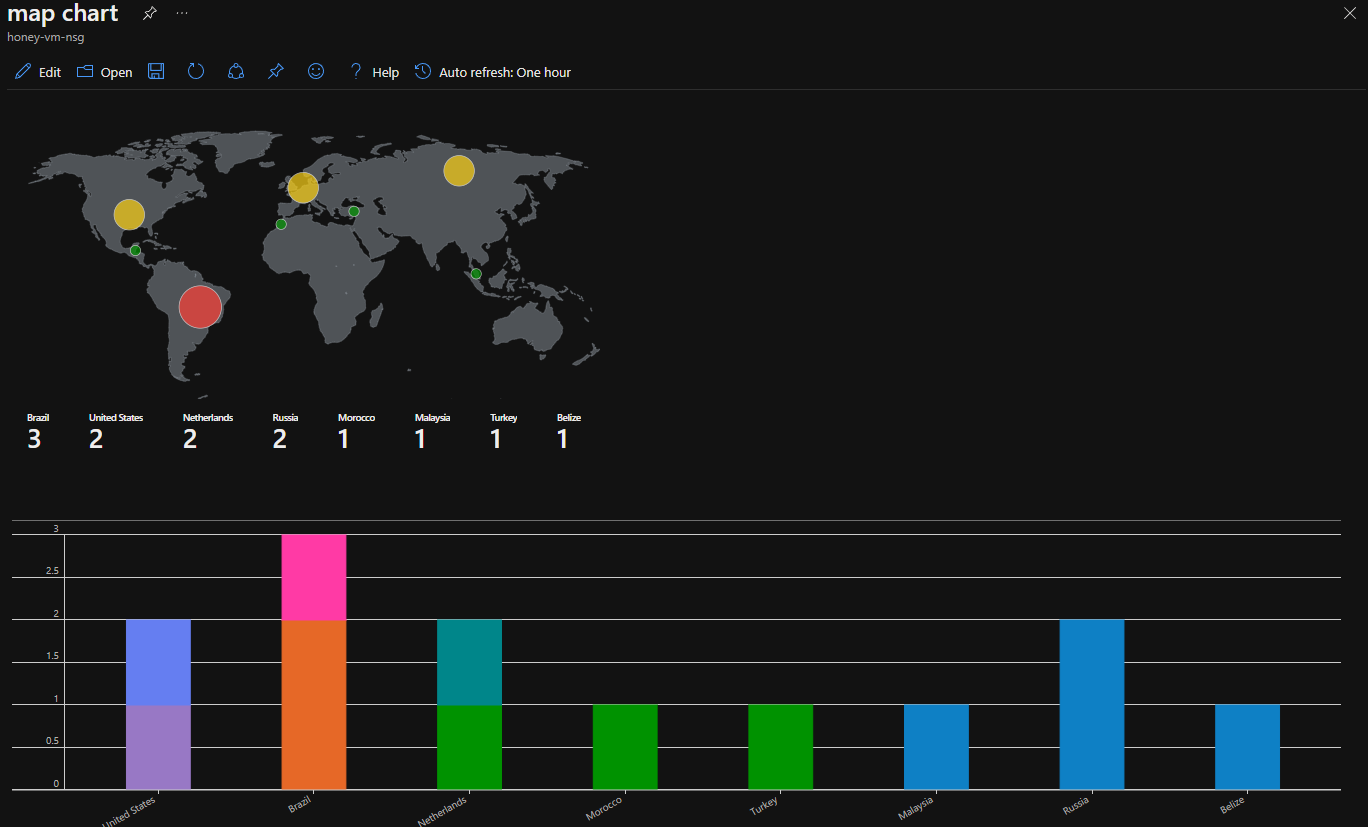 map chart
honey-vm-nsg
Edit Open Help Auto refresh: One hour
Brazil United States Netherlands Russia Morocco Malaysia Turkey Belize
3 2 2 2 1 1 1 1
3
2.5
2
1.5
1
0.5
0
United States Brazil Netherlands Morocco Turkey Malaysia Russia Belize